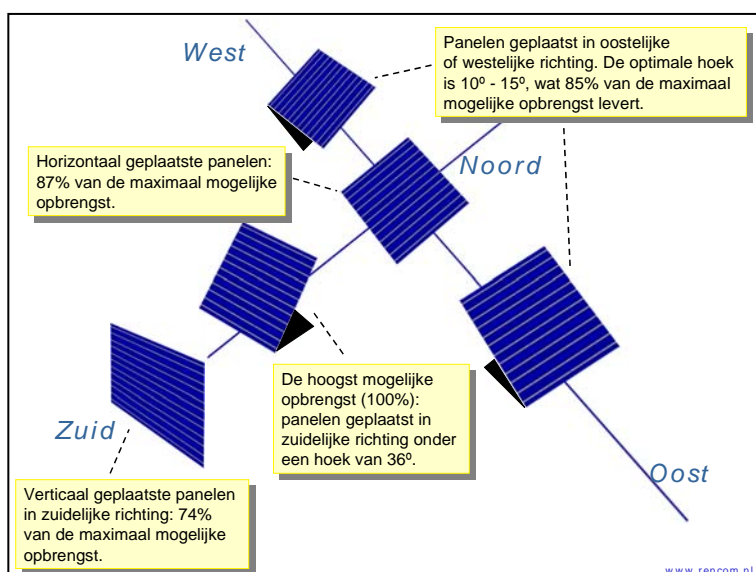 West
Panelen geplaatst in oostelijke
of westelijke richting. De optimale hoek
is 10º - 15º, wat 85% van de maximaal
mogelijke opbrengst levert.
Horizontaal geplaatste panelen:
87% van de maximaal mogelijke
opbrengst.
Noord
De hoogst mogelijke
opbrengst (100%):
panelen geplaatst in
zuidelijke richting onder
een hoek van 36º.
Zuid
Oost
Verticaal geplaatste panelen
in zuidelijke richting: 74%
van de maximaal mogelijke
opbrengst.
www.rencom.nl